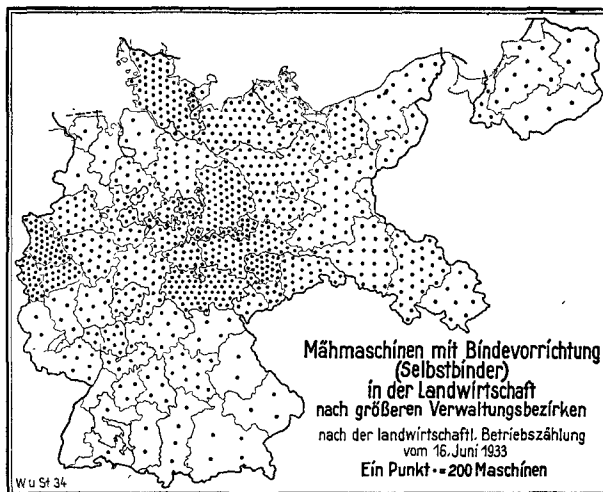 Mähmaschinen mit Bindevorrichtung
(Selbstbinder)
in der Landwirtschaft
nach größeren Verwaltungsbezirken
nach der landwirtschaftl. Betriebszählung
vom 16. Juni 1933
Ein Punkt • = 200 Maschinen
W u St 34